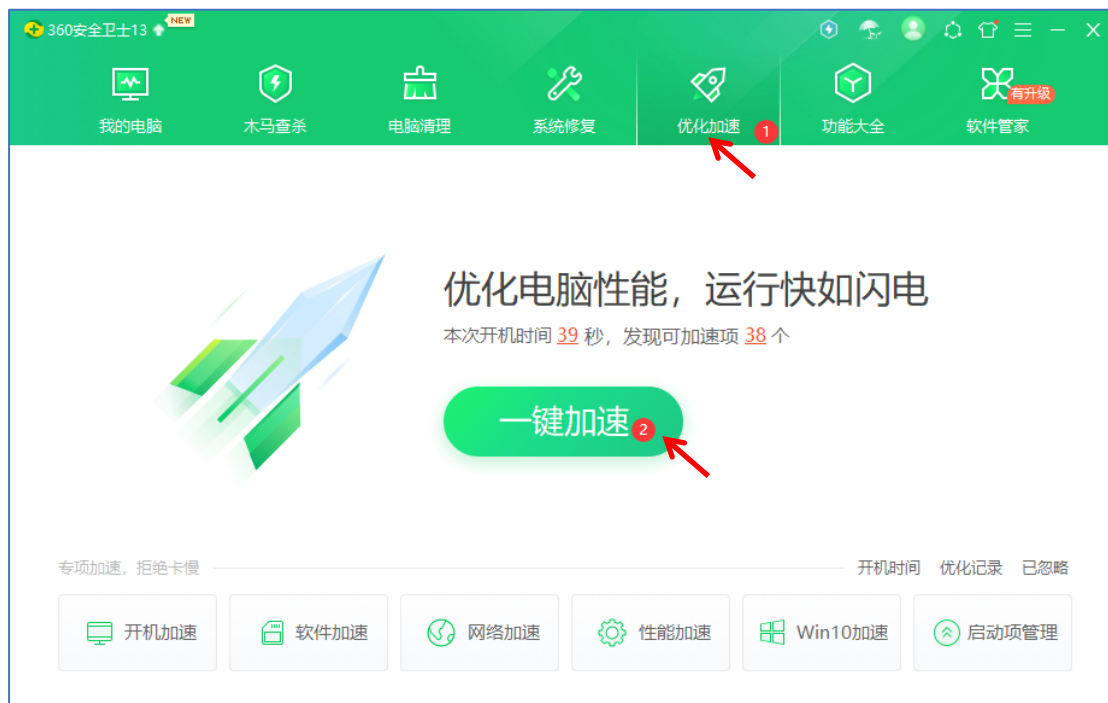 360安全卫士13 NEW
我的电脑 木马查杀 电脑清理 系统修复 优化加速 1 功能大全 软件管家 有升级
优化电脑性能，运行快如闪电
本次开机时间 39 秒，发现可加速项 38 个
一键加速 2
专项加速，拒绝卡慢 开机时间 优化记录 已忽略
开机加速 软件加速 网络加速 性能加速 Win10加速 启动项管理